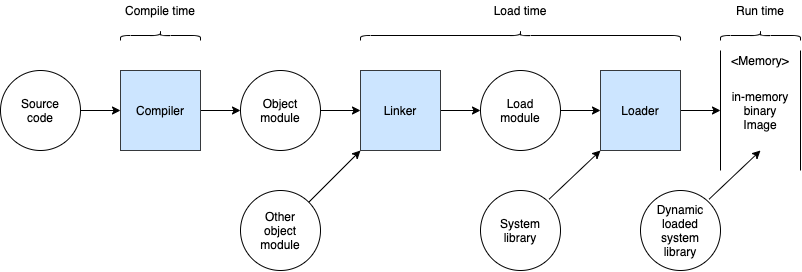 Compile time
Load time
Run time
<Memory>
Source
code
Compiler
Object
module
Linker
Load
module
Loader
in-memory
binary
Image
Other
object
module
System
library
Dynamic
loaded
system
library